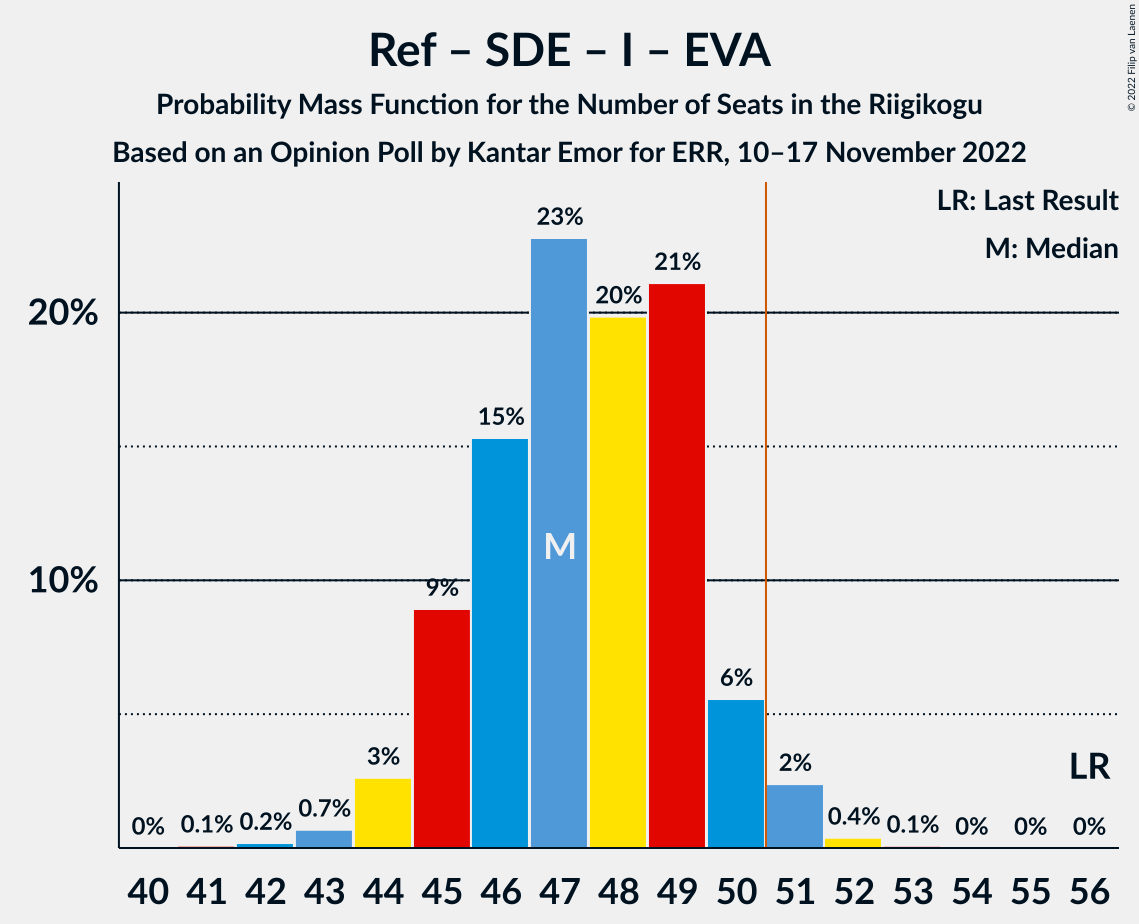 Ref – SDE – I – EVA
Probability Mass Function for the Number of Seats in the Riigikogu
Based on an Opinion Poll by Kantar Emor for ERR, 10–17 November 2022
© 2022 Filip van Laenen
LR: Last Result
M: Median
20%
10%
0% 0.1% 0.2% 0.7% 3% 9% 15% 23% 20% 21% 6% 2% 0.4% 0.1% 0% 0% 0%
M
LR
40 41 42 43 44 45 46 47 48 49 50 51 52 53 54 55 56